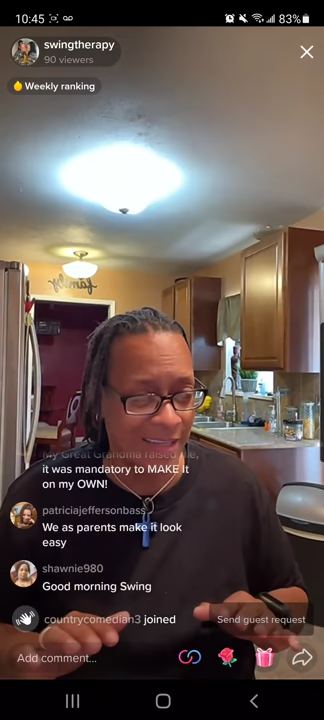 10:45
83%
swingtherapy
90 viewers
Weekly ranking
family
My Great Grandma raised Me,
it was mandatory to MAKE It
on my OWN!
patriciajeffersonbass
We as parents make it look
easy
shawnie980
Good morning Swing
countrycomedian3 joined
Send guest request
Add comment...